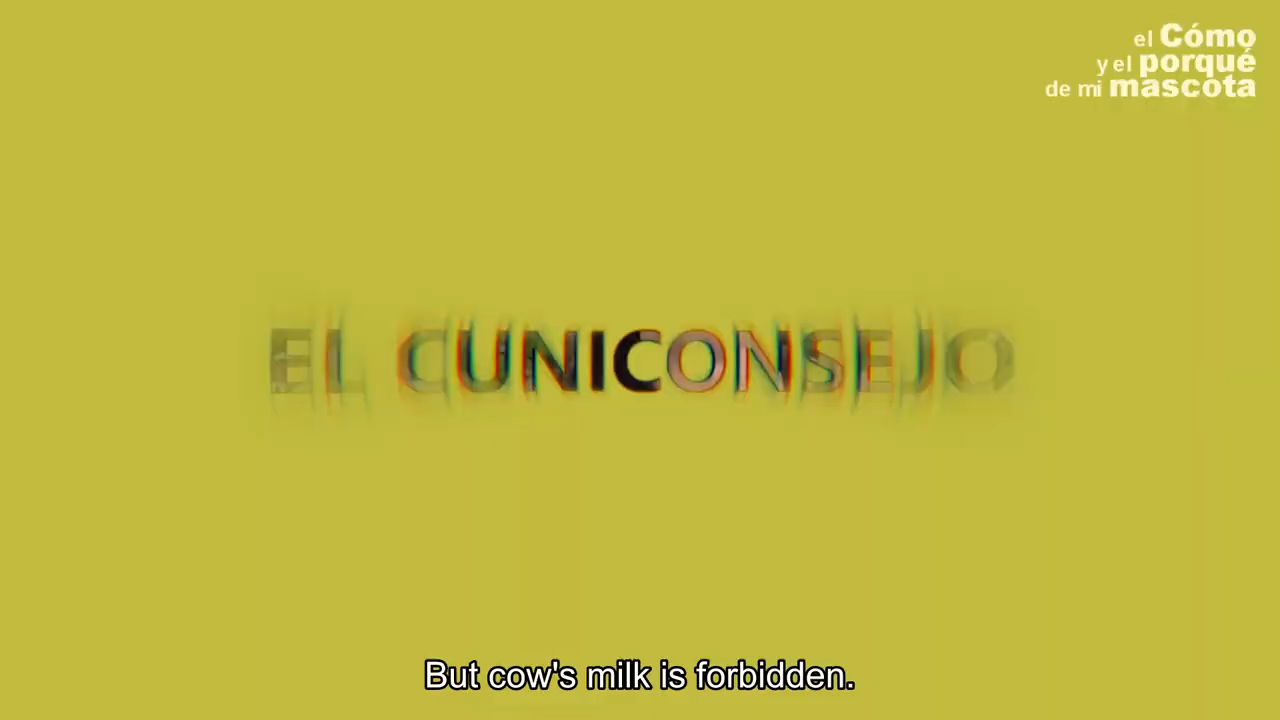 el Cómo
y el porqué
de mi mascota
EL CUNICONSEJO
But cow's milk is forbidden.